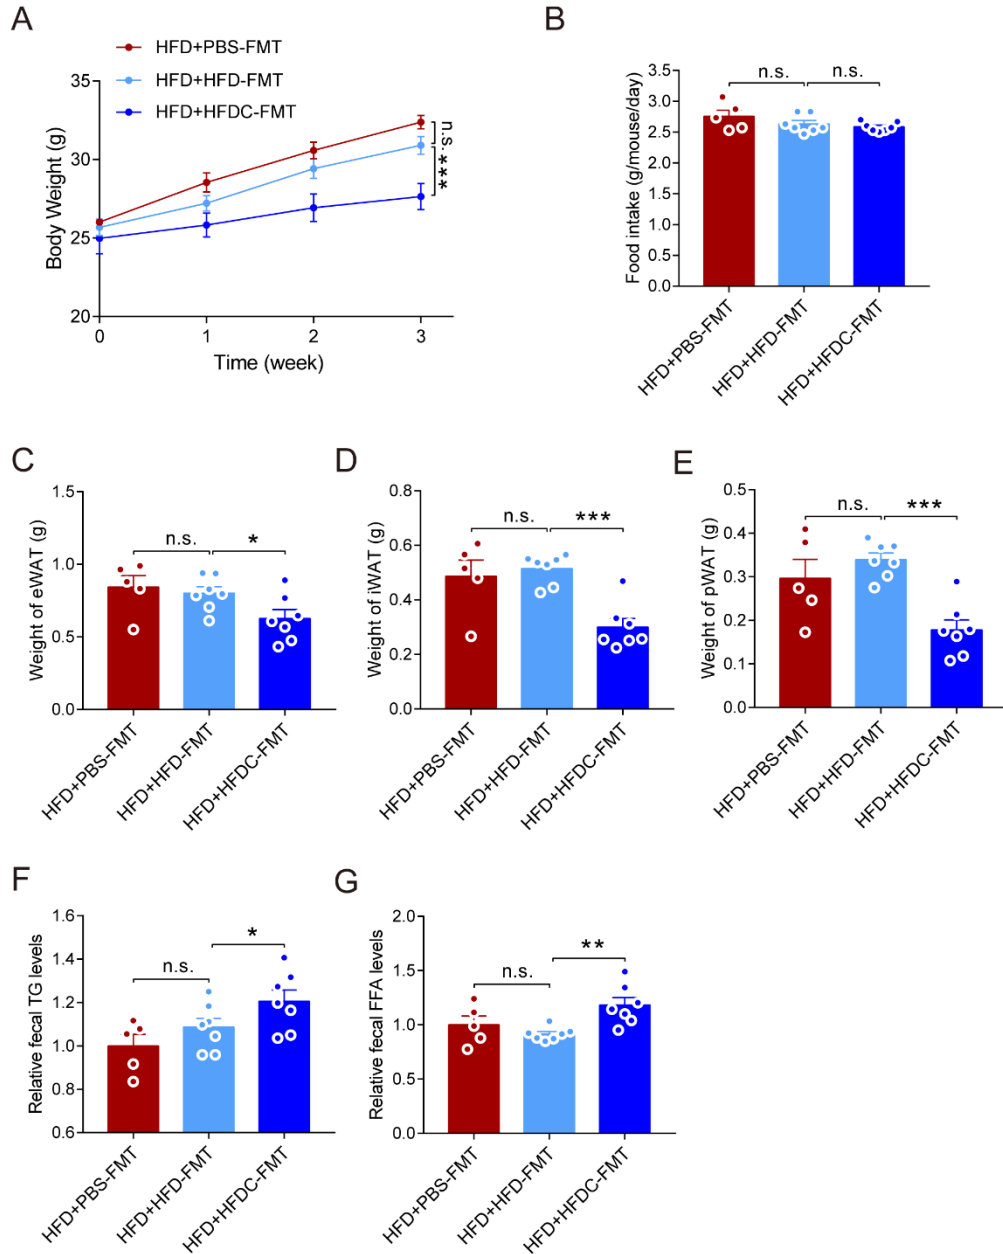 A
HFD+PBS-FMT
HFD+HFD-FMT
HFD+HFDC-FMT
Body Weight (g)
35
30
25
20
0 1 2 3
Time (week)
n.s.
***
B
Food intake (g/mouse/day)
3.5
3.0
2.5
2.0
1.5
1.0
0.5
0.0
n.s. n.s.
HFD+PBS-FMT
HFD+HFD-FMT
HFD+HFDC-FMT
C
Weight of eWAT (g)
1.5
1.0
0.5
0.0
n.s. *
HFD+PBS-FMT
HFD+HFD-FMT
HFD+HFDC-FMT
D
Weight of iWAT (g)
0.8
0.6
0.4
0.2
0.0
n.s. ***
HFD+PBS-FMT
HFD+HFD-FMT
HFD+HFDC-FMT
E
Weight of pWAT (g)
0.5
0.4
0.3
0.2
0.1
0.0
n.s. ***
HFD+PBS-FMT
HFD+HFD-FMT
HFD+HFDC-FMT
F
Relative fecal TG levels
1.6
1.4
1.2
1.0
0.8
0.6
n.s. *
HFD+PBS-FMT
HFD+HFD-FMT
HFD+HFDC-FMT
G
Relative fecal FFA levels
2.0
1.5
1.0
0.5
0.0
n.s. **
HFD+PBS-FMT
HFD+HFD-FMT
HFD+HFDC-FMT